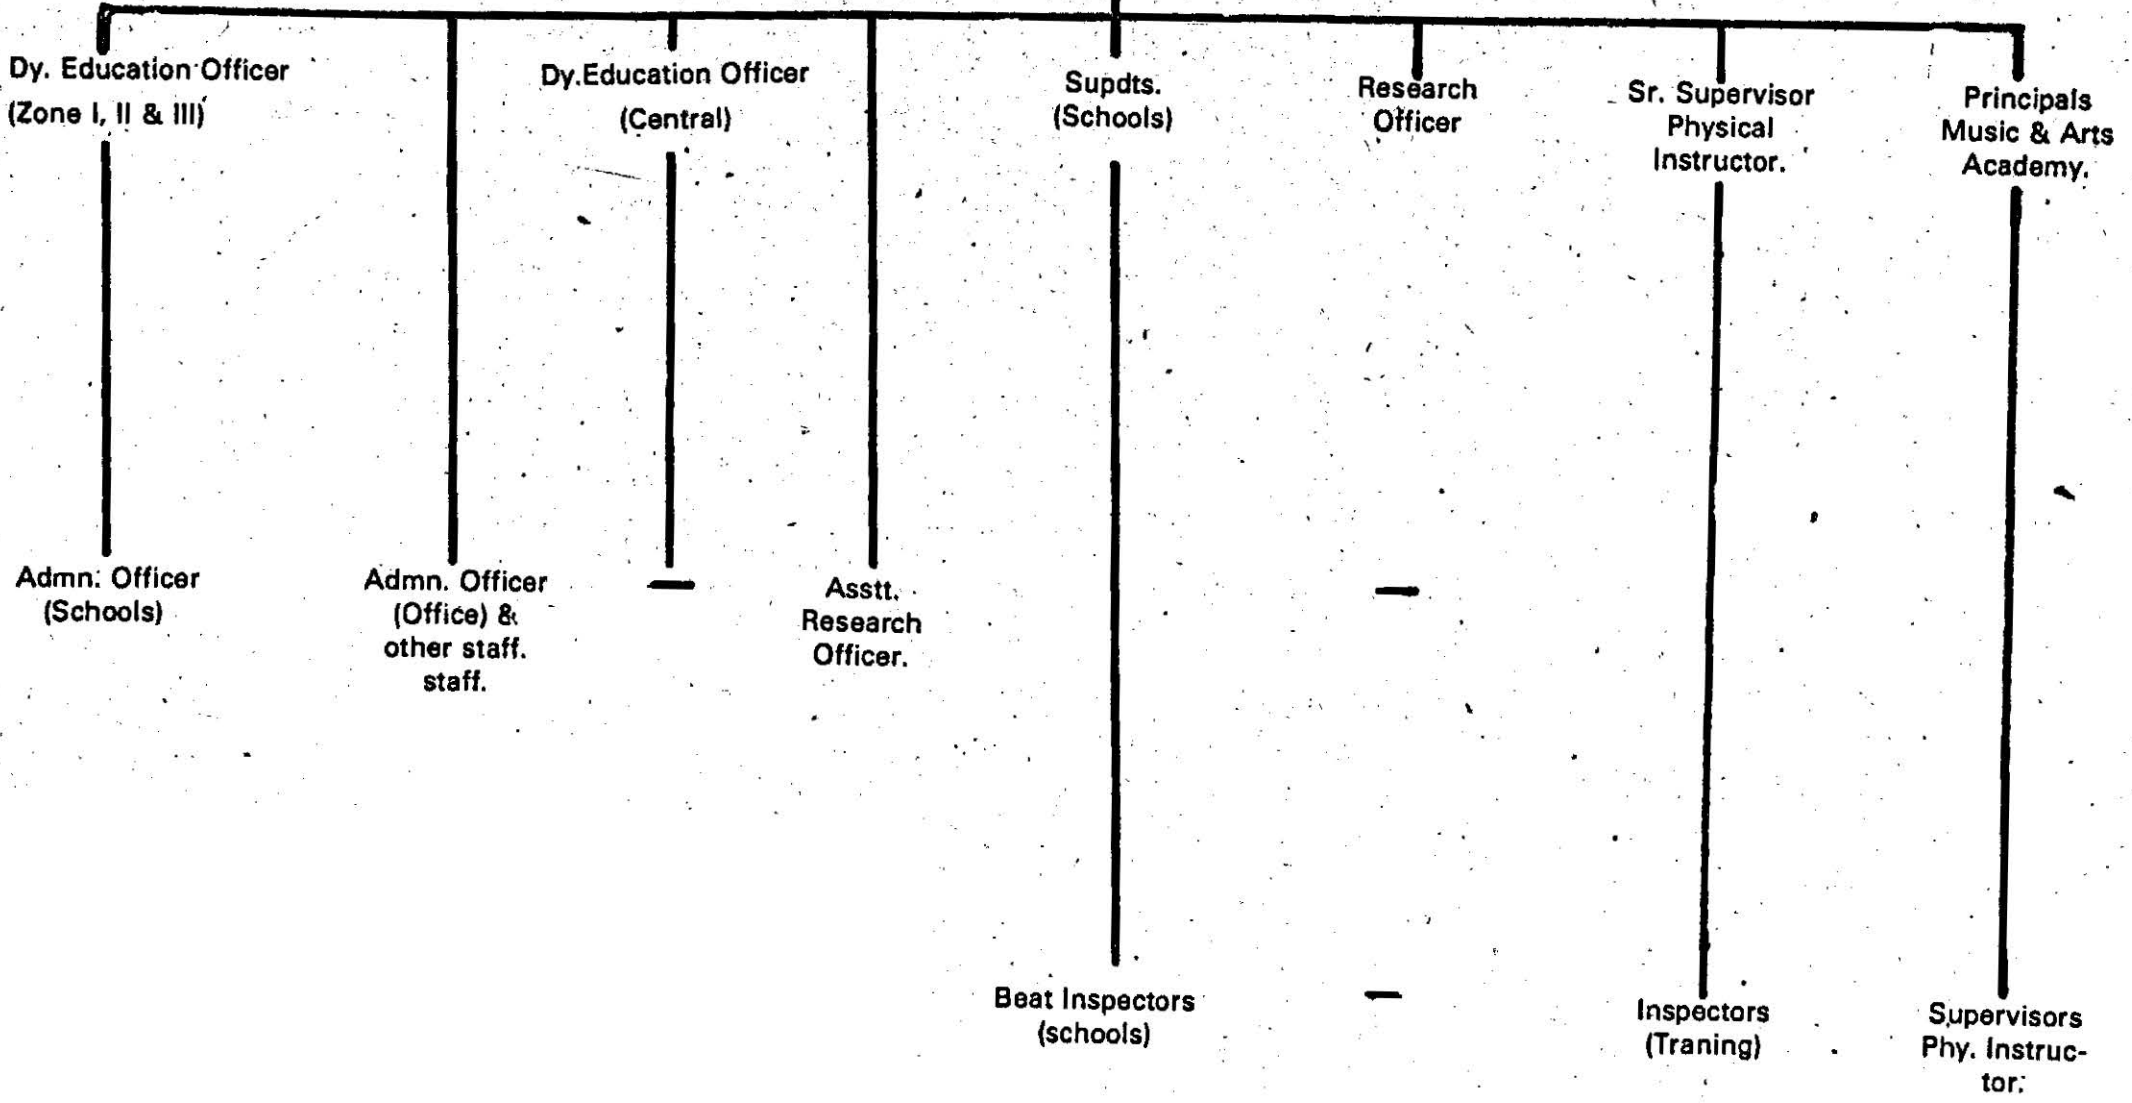 Dy. Education Officer
(Zone I, II & III)
Dy.Education Officer
(Central)
Supdts.
(Schools)
Research
Officer
Sr. Supervisor
Physical
Instructor.
Principals
Music & Arts
Academy.
Admn. Officer
(Schools)
Admn. Officer
(Office) &
other staff.
staff.
—
Asstt.
Research
Officer.
—
Beat Inspectors
(schools)
—
Inspectors
(Traning)
Supervisors
Phy. Instruc-
tor.